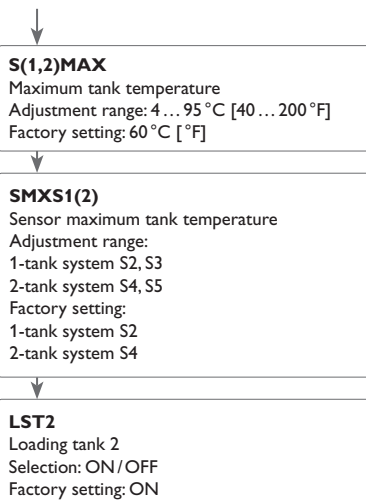 S(1,2)MAX
Maximum tank temperature
Adjustment range: 4 … 95 °C [40 … 200 °F]
Factory setting: 60 °C [ °F]
SMXS1(2)
Sensor maximum tank temperature
Adjustment range:
1-tank system S2, S3
2-tank system S4, S5
Factory setting:
1-tank system S2
2-tank system S4
LST2
Loading tank 2
Selection: ON / OFF
Factory setting: ON